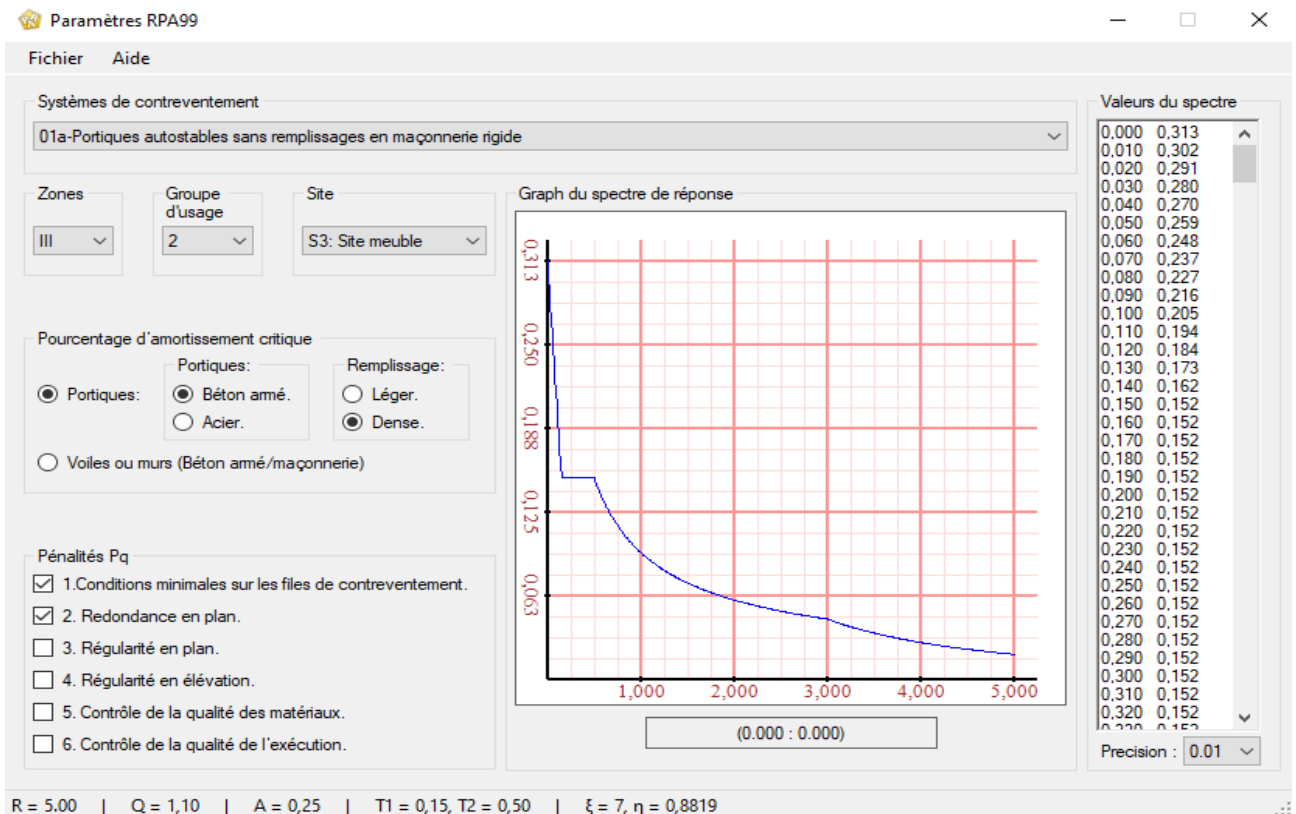 Paramètres RPA99
Fichier Aide
Systèmes de contreventement
01a-Portiques autostables sans remplissages en maçonnerie rigide
Zones
III
Groupe
d'usage
2
Site
S3: Site meuble
Pourcentage d'amortissement critique
Portiques:
Portiques:
Béton armé.
Acier.
Remplissage:
Léger.
Dense.
Voiles ou murs (Béton armé/maçonnerie)
Pénalités Pq
1.Conditions minimales sur les files de contreventement.
2. Redondance en plan.
3. Régularité en plan.
4. Régularité en élévation.
5. Contrôle de la qualité des matériaux.
6. Contrôle de la qualité de l'exécution.
Graph du spectre de réponse
0,313
0,250
0,188
0,125
0,063
1,000 2,000 3,000 4,000 5,000
(0.000 : 0.000)
Valeurs du spectre
0,000 0,313
0,010 0,302
0,020 0,291
0,030 0,280
0,040 0,270
0,050 0,259
0,060 0,248
0,070 0,237
0,080 0,227
0,090 0,216
0,100 0,205
0,110 0,194
0,120 0,184
0,130 0,173
0,140 0,162
0,150 0,152
0,160 0,152
0,170 0,152
0,180 0,152
0,190 0,152
0,200 0,152
0,210 0,152
0,220 0,152
0,230 0,152
0,240 0,152
0,250 0,152
0,260 0,152
0,270 0,152
0,280 0,152
0,290 0,152
0,300 0,152
0,310 0,152
0,320 0,152
Precision : 0.01
R = 5.00 | Q = 1,10 | A = 0,25 | T1 = 0,15, T2 = 0,50 | ξ = 7, η = 0,8819